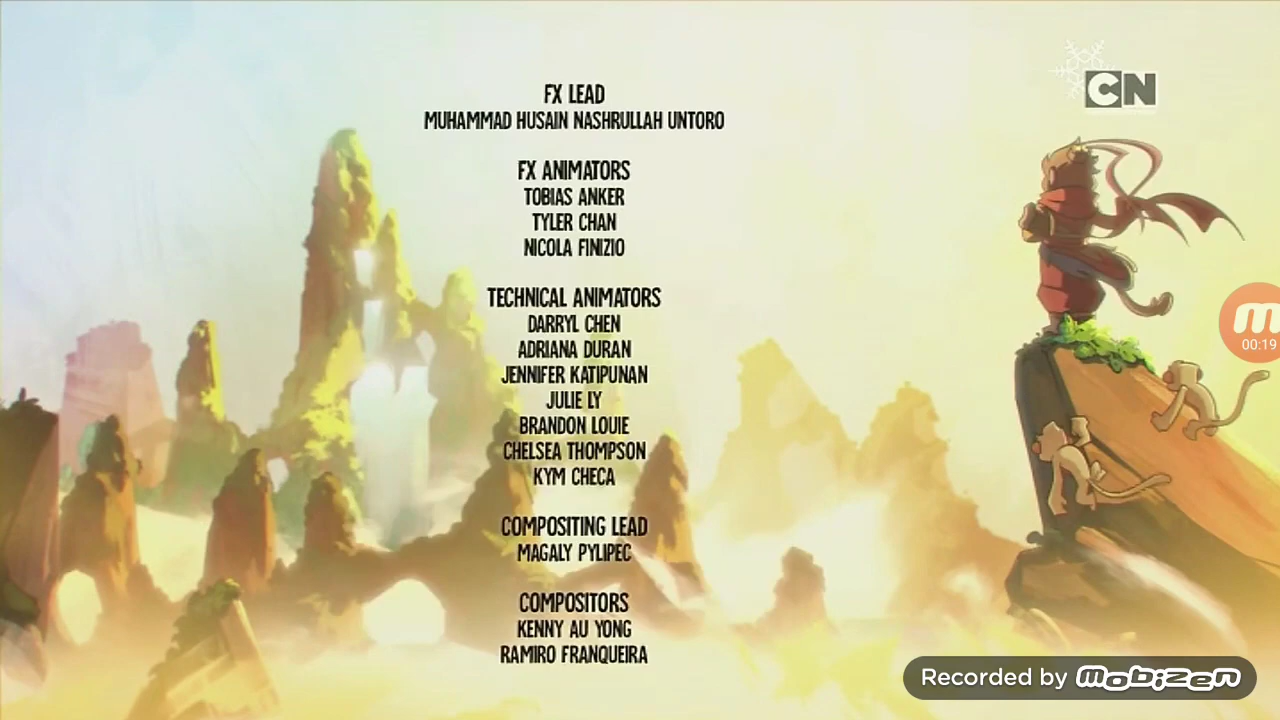 FX LEAD
MUHAMMAD HUSAIN NASHRULLAH UNTORO
FX ANIMATORS
TOBIAS ANKER
TYLER CHAN
NICOLA FINIZIO
TECHNICAL ANIMATORS
DARRYL CHEN
ADRIANA DURAN
JENNIFER KATIPUNAN
JULIE LY
BRANDON LOUIE
CHELSEA THOMPSON
KYM CHECA
COMPOSITING LEAD
MAGALY PYLIPEC
COMPOSITORS
KENNY AU YONG
RAMIRO FRANQUEIRA
CN
00:19
Recorded by mobizen